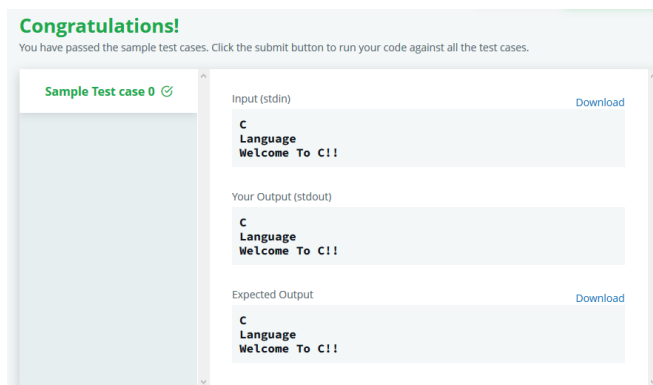 Congratulations!
You have passed the sample test cases. Click the submit button to run your code against all the test cases.
Sample Test case 0
Input (stdin)
Download
C
Language
Welcome To C!!
Your Output (stdout)
C
Language
Welcome To C!!
Expected Output
Download
C
Language
Welcome To C!!